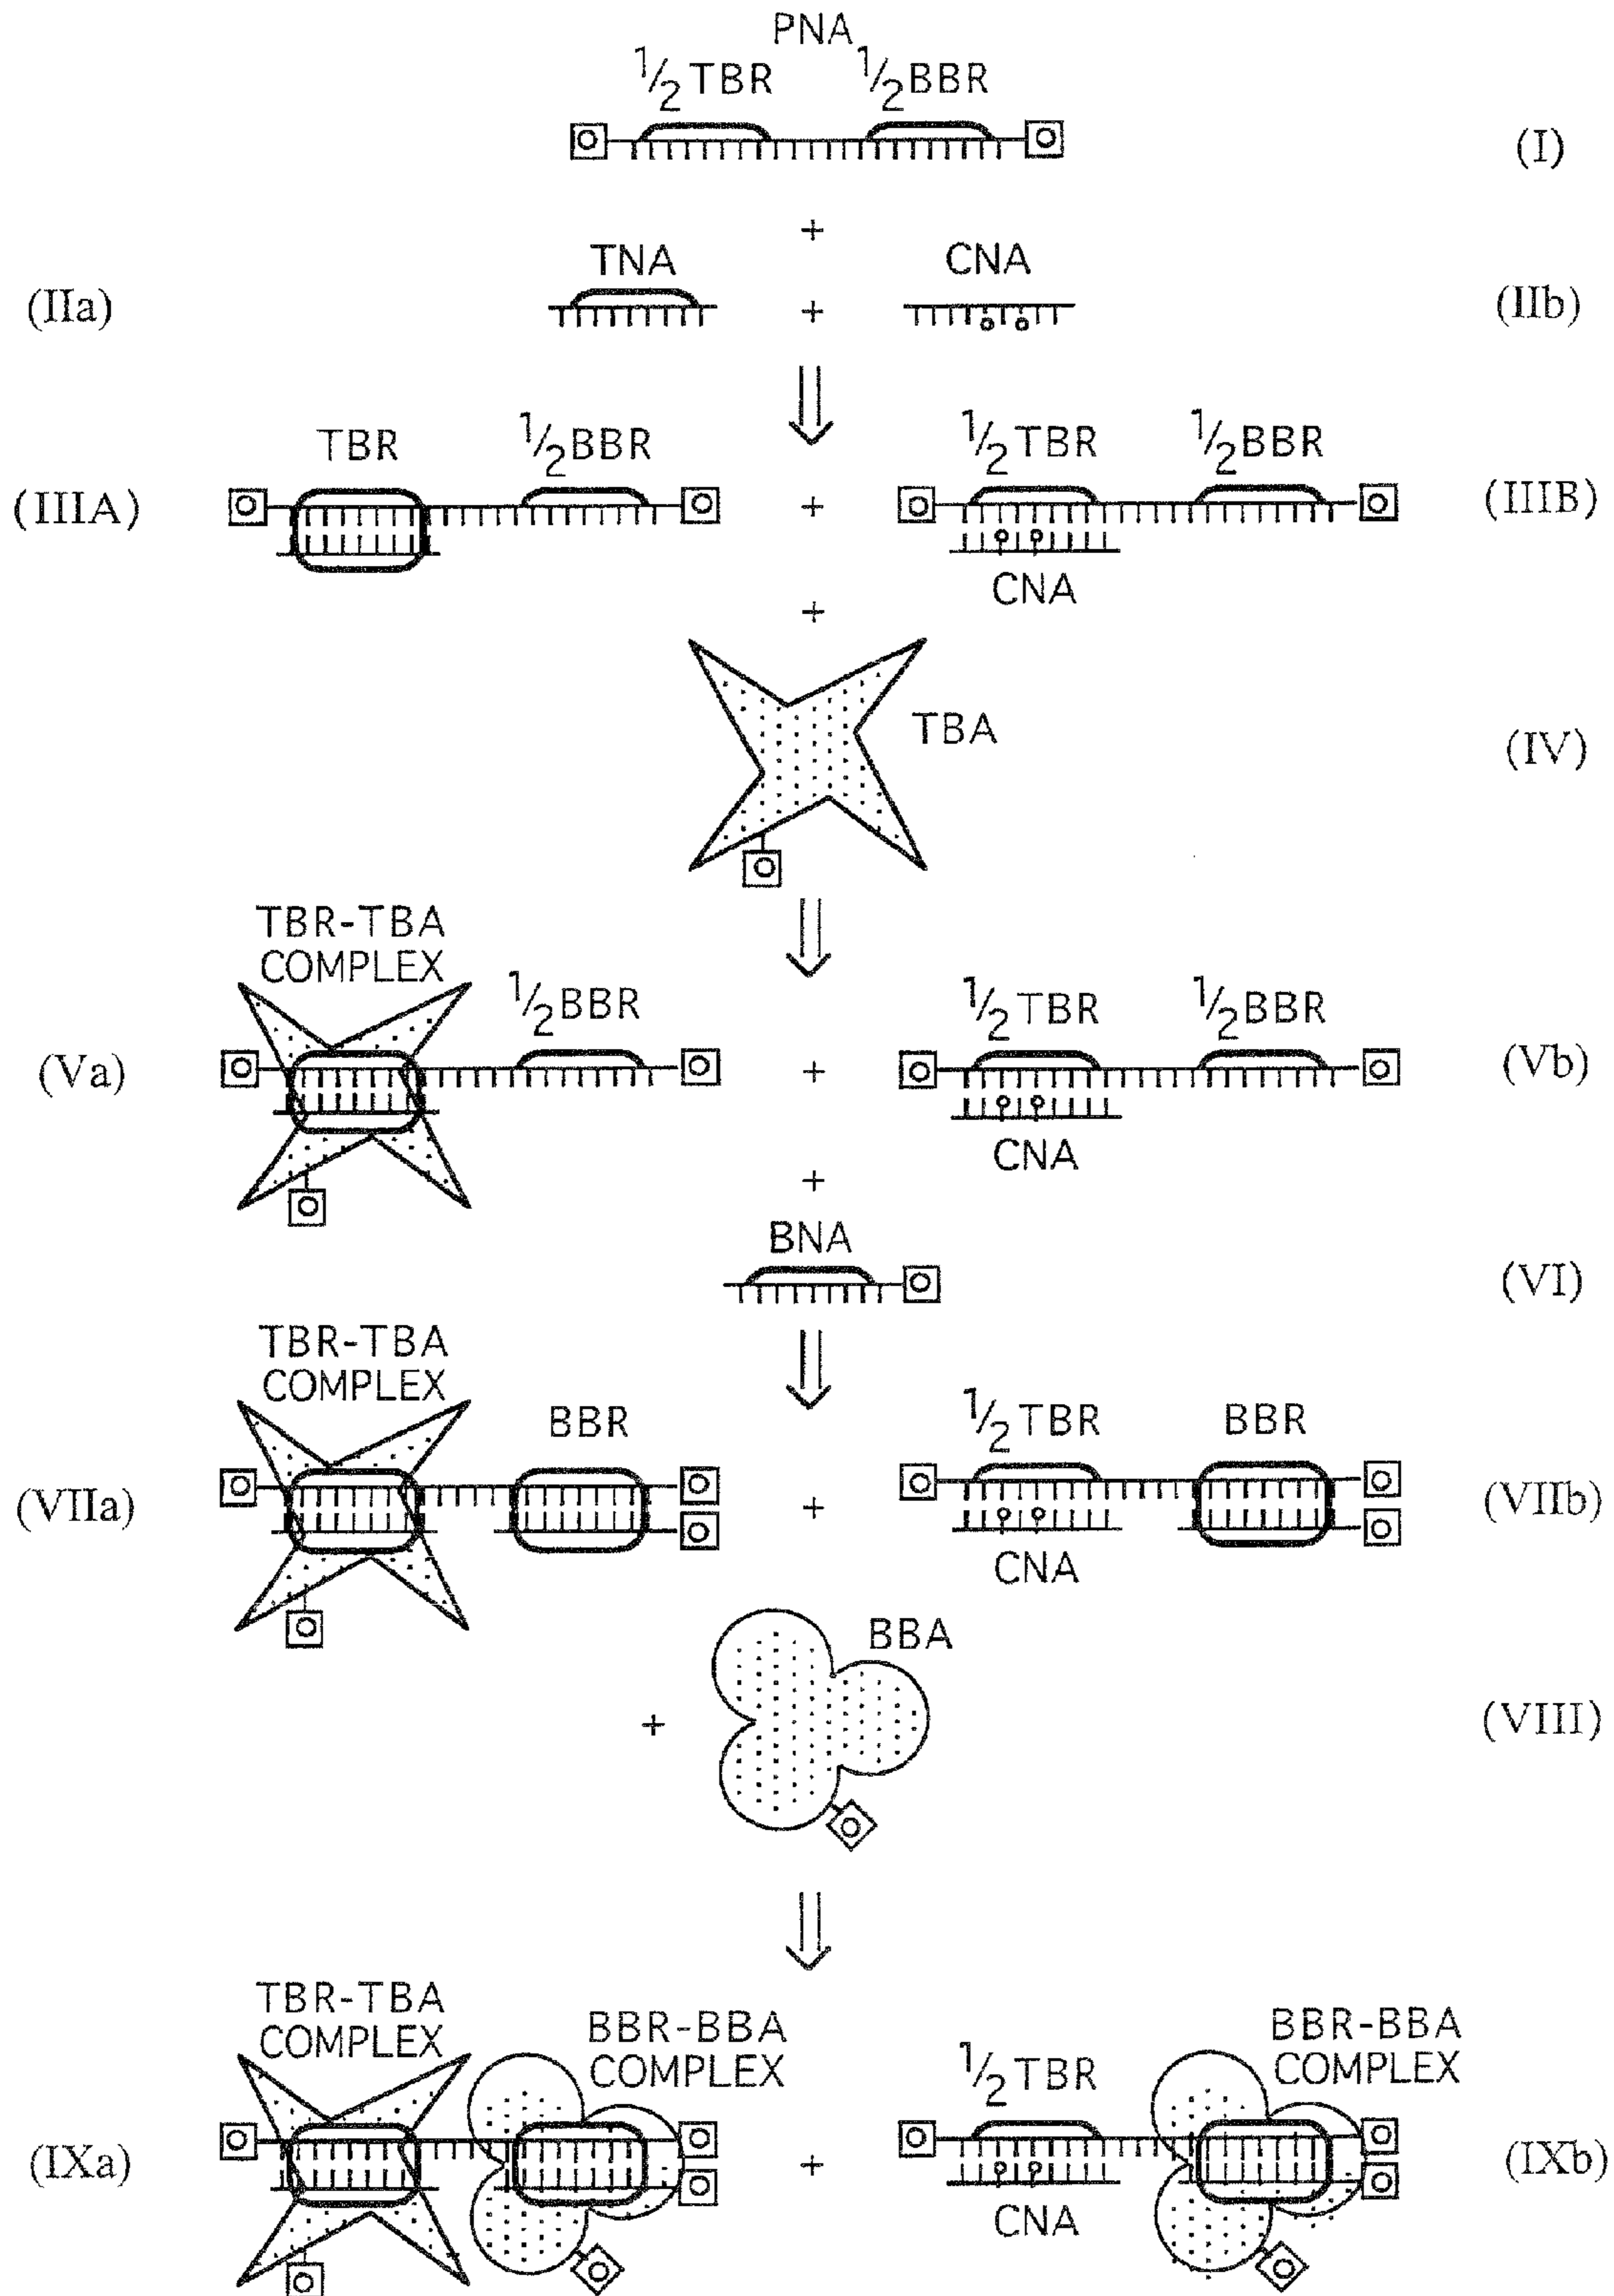 PNA
1/2 TBR 1/2 BBR
(I)
+
TNA CNA
(IIa) + (IIb)
TBR 1/2 BBR 1/2 TBR 1/2 BBR
(IIIA) + (IIIB)
CNA
+
TBA (IV)
TBR-TBA
COMPLEX
1/2 BBR 1/2 TBR 1/2 BBR
(Va) + (Vb)
CNA
+
BNA
(VI)
TBR-TBA
COMPLEX
BBR 1/2 TBR BBR
(VIIa) + (VIIb)
CNA
BBA
+ (VIII)
TBR-TBA
COMPLEX
BBR-BBA
COMPLEX
1/2 TBR
BBR-BBA
COMPLEX
(IXa) + (IXb)
CNA